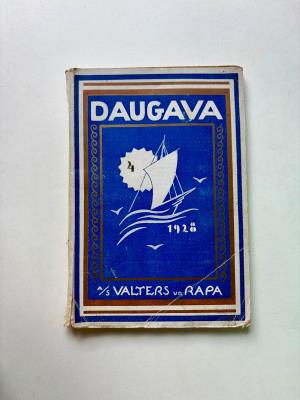 DAUGAVA
4
1928
A/S VALTERS un RAPA